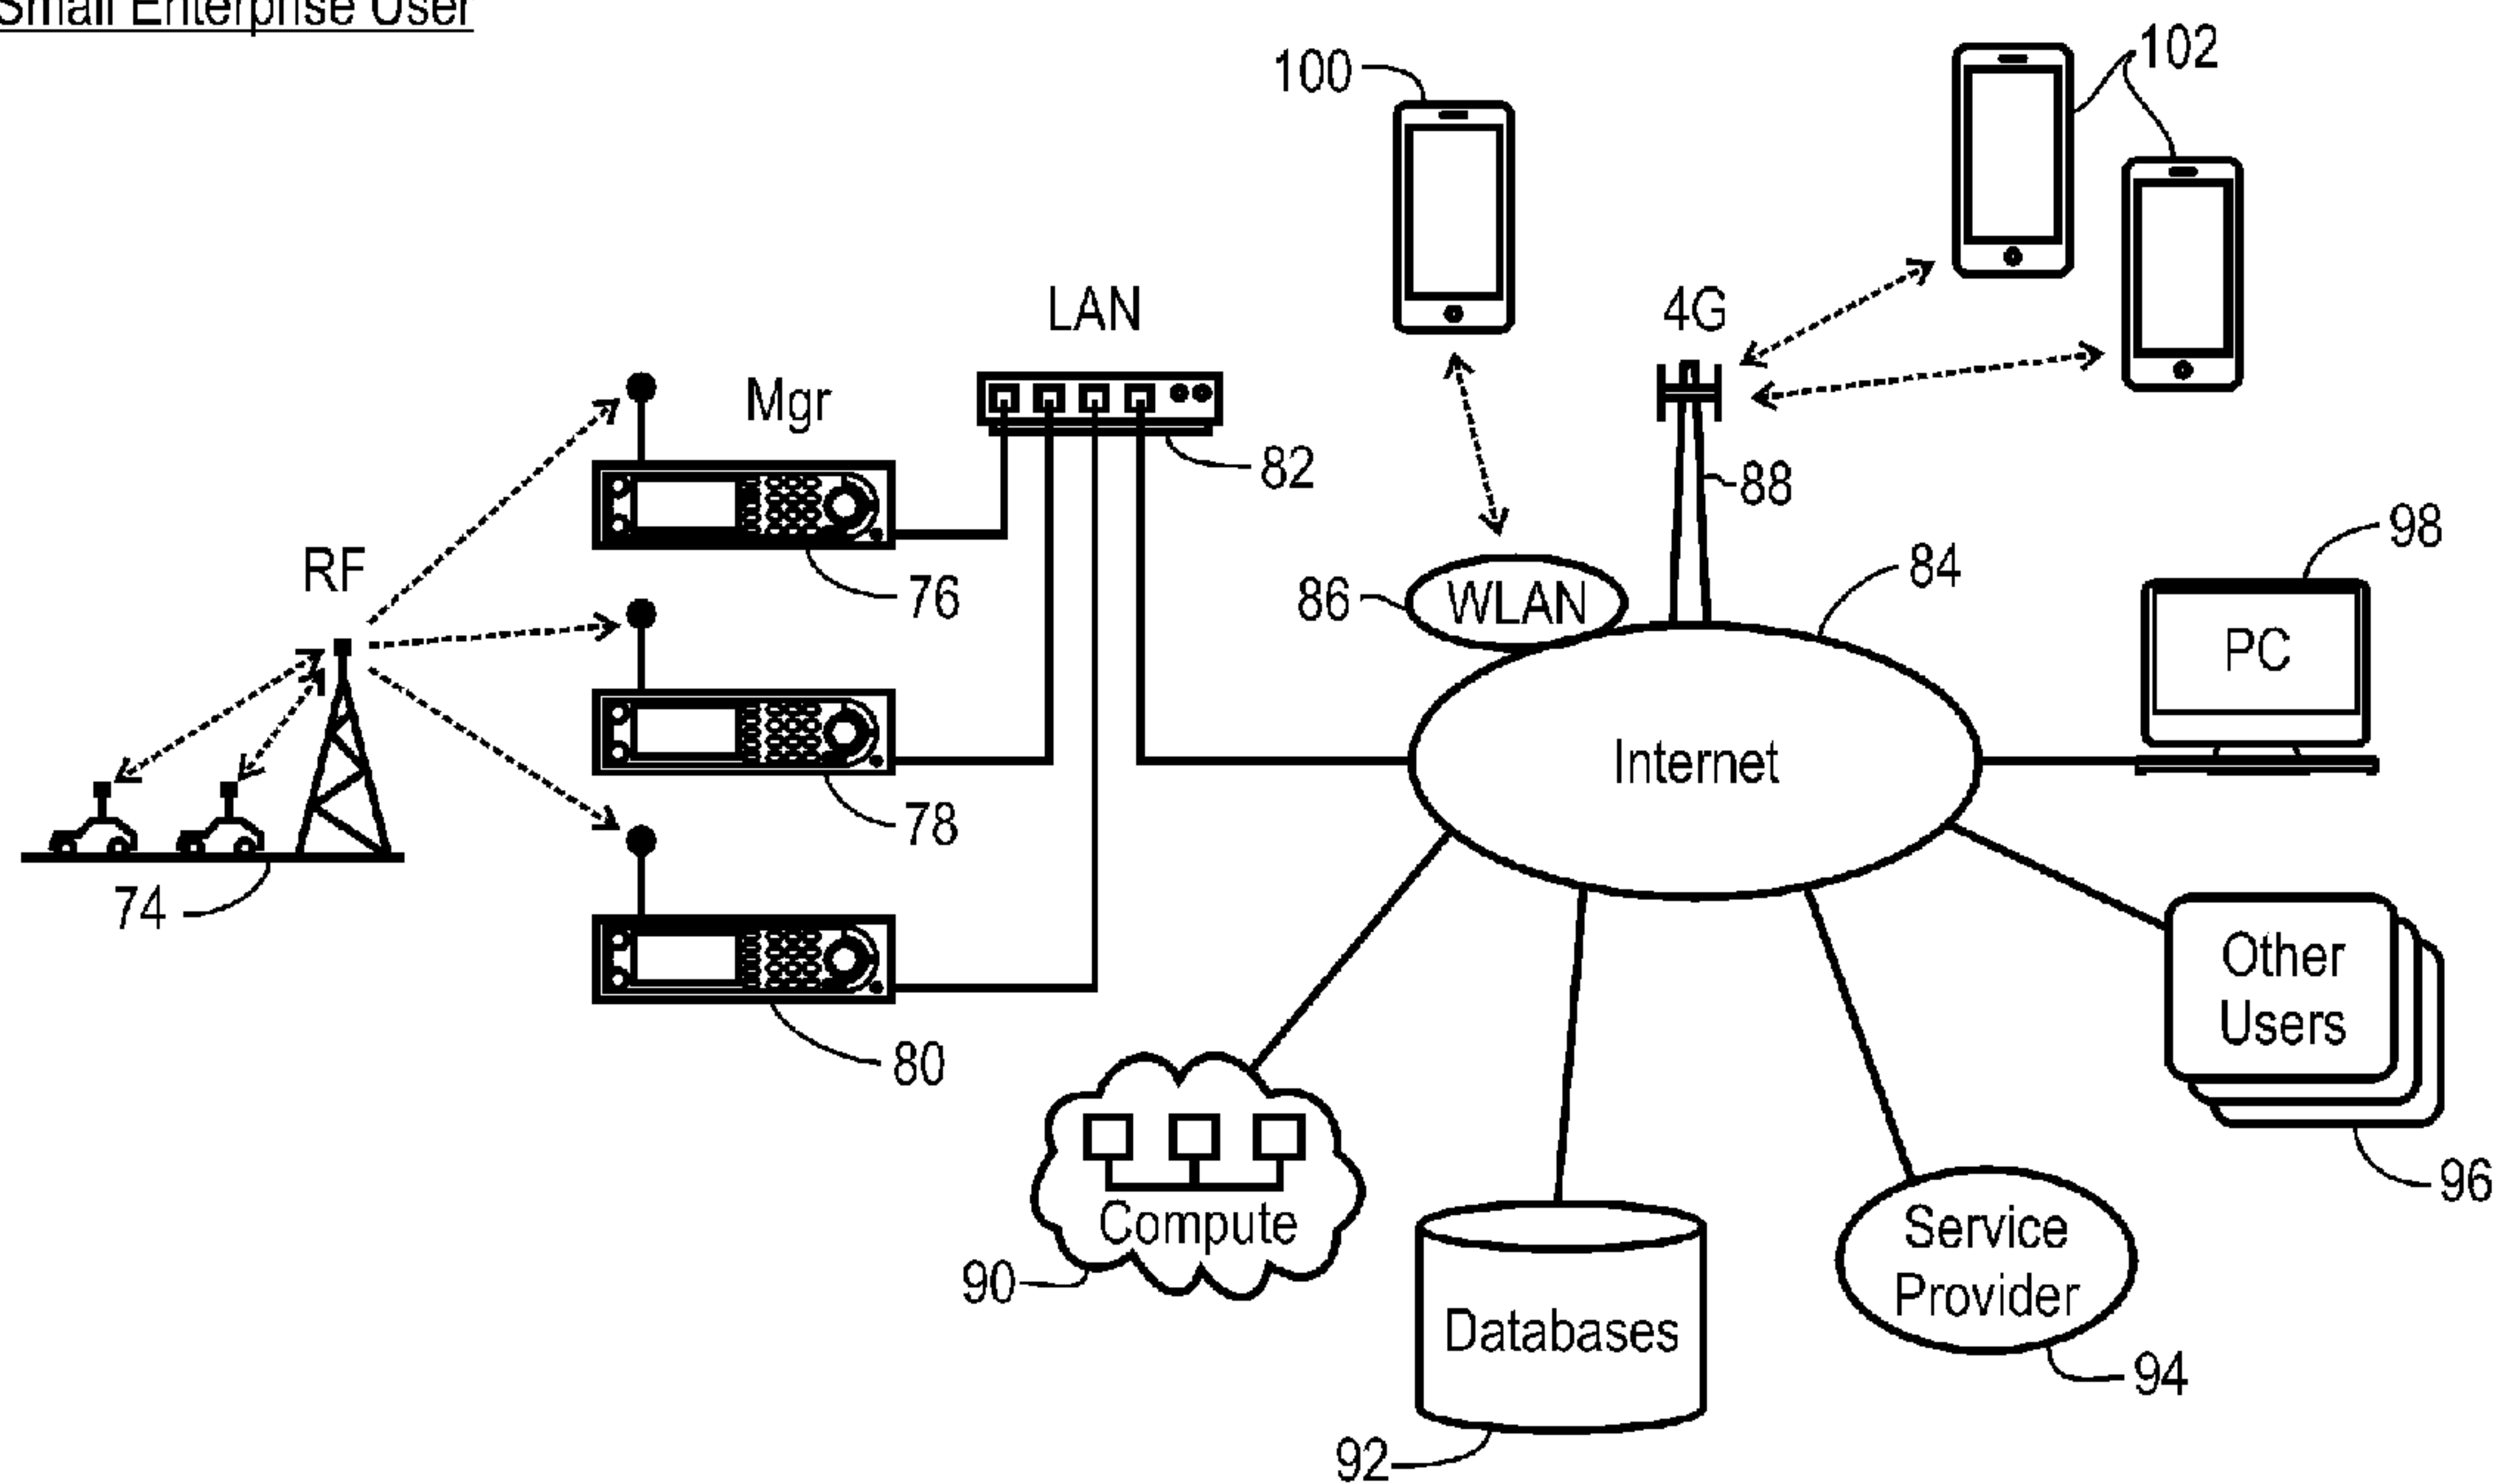 Small Enterprise User
100
102
LAN
4G
Mgr
82
88
98
RF
76
86
WLAN
84
PC
Internet
78
74
Other
Users
80
Compute
96
Service
Provider
90
Databases
94
92